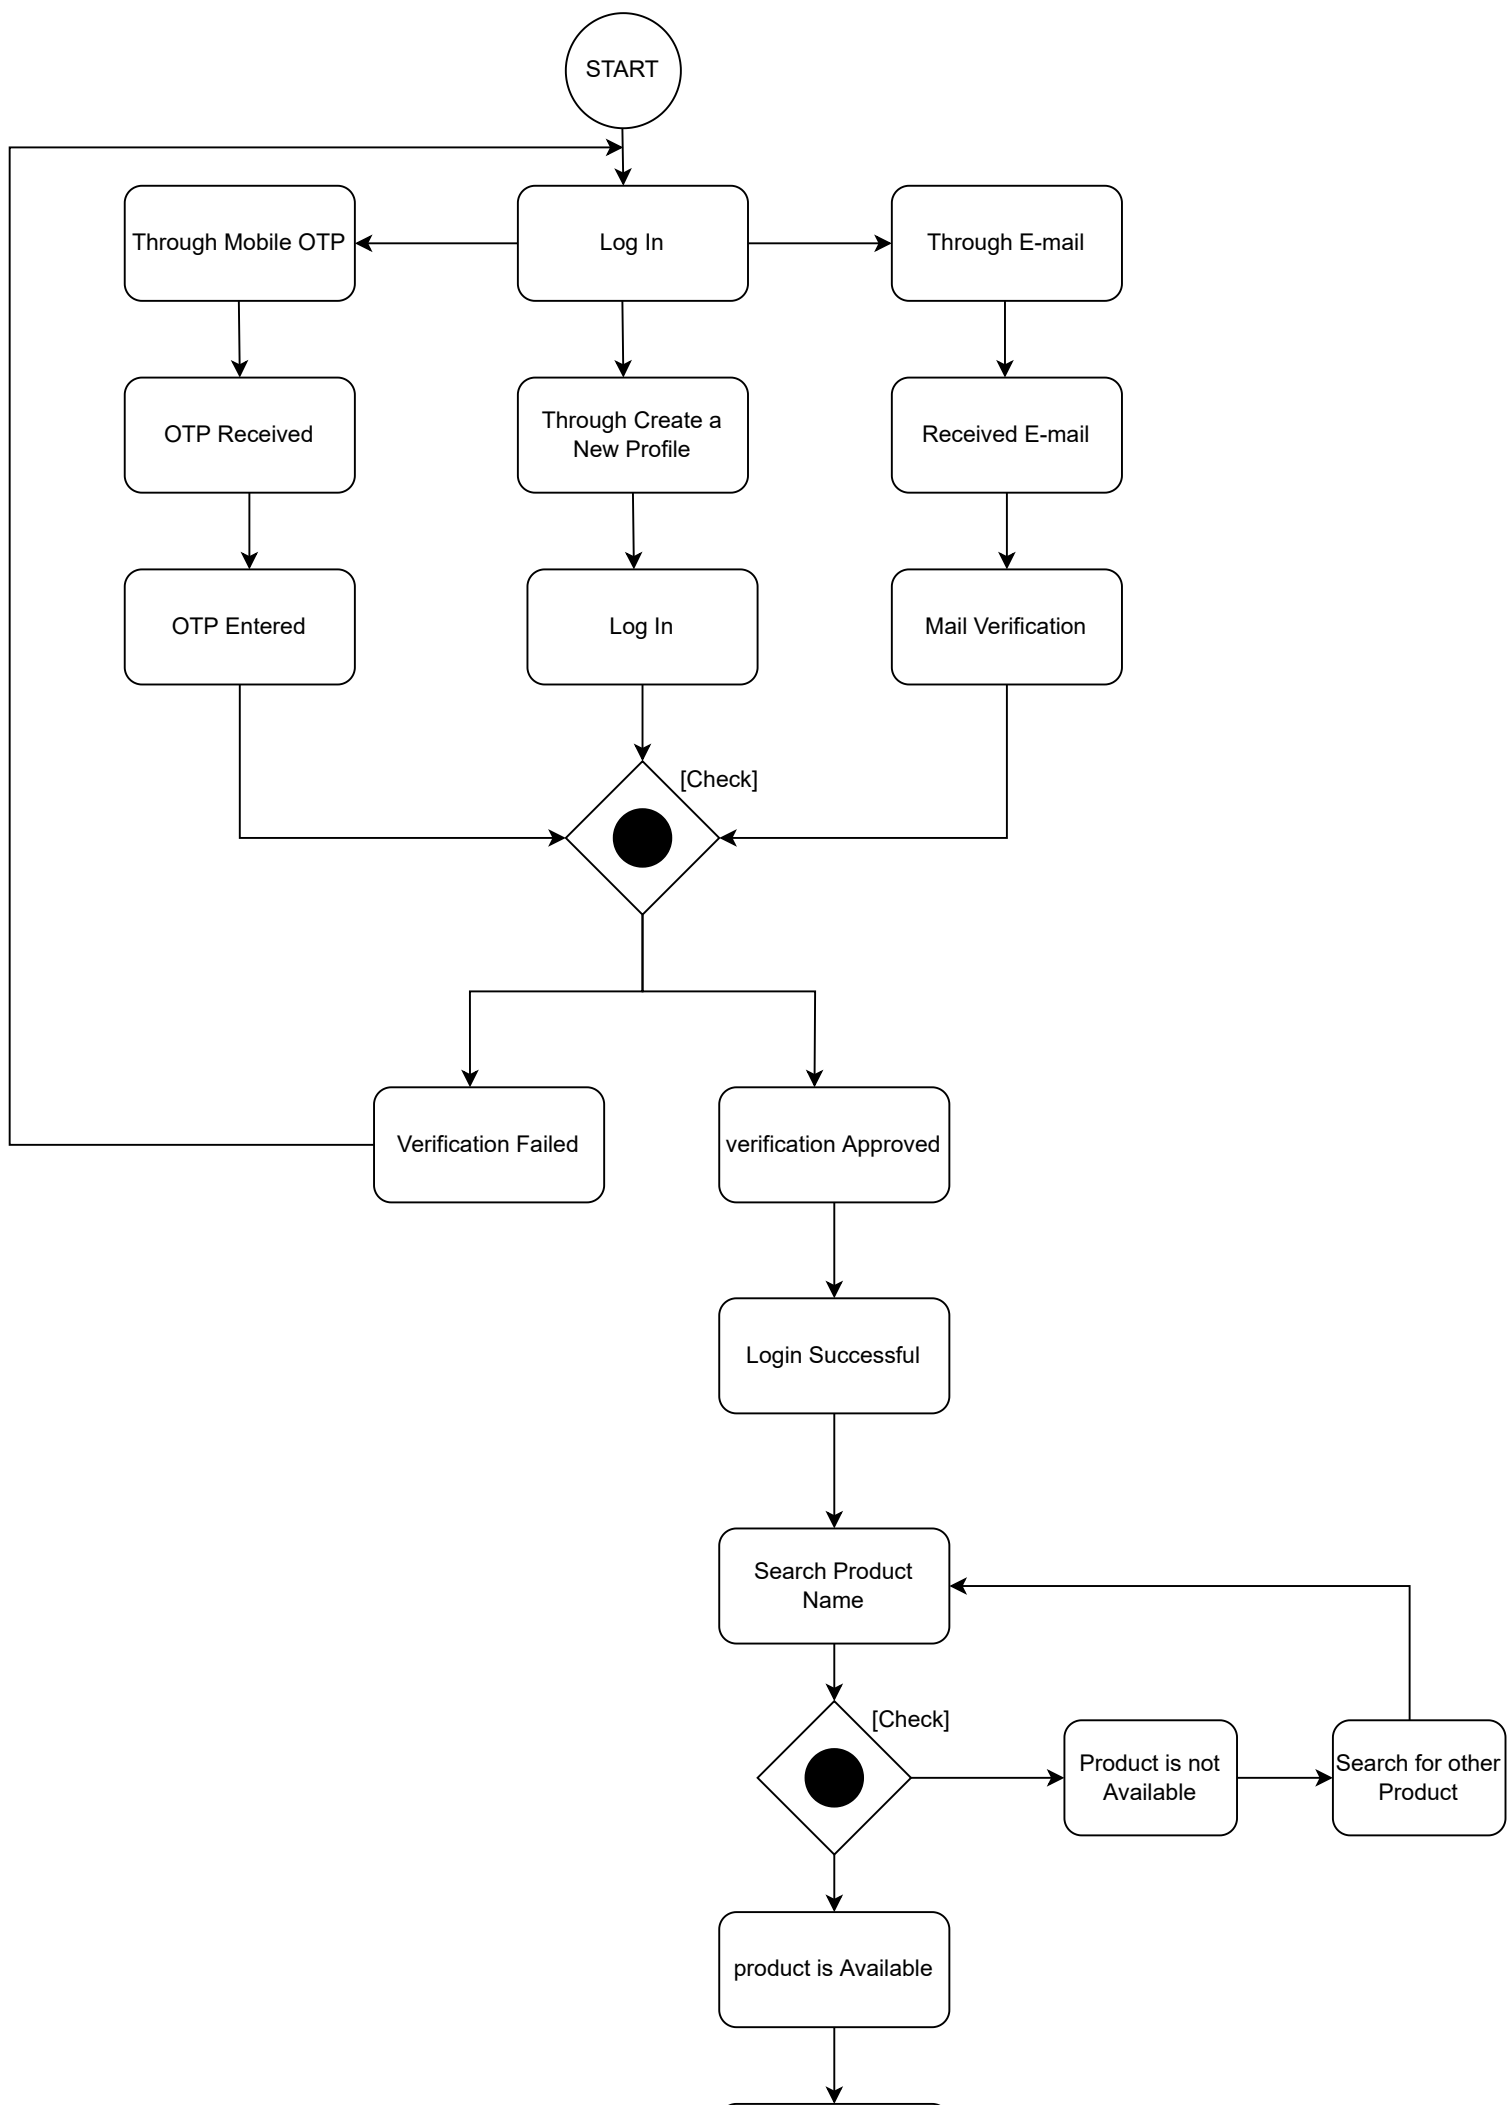 START
Through Mobile OTP
Log In
Through E-mail
OTP Received
Through Create a
New Profile
Received E-mail
OTP Entered
Log In
Mail Verification
[Check]
Verification Failed
verification Approved
Login Successful
Search Product
Name
[Check]
Product is not
Available
Search for other
Product
product is Available